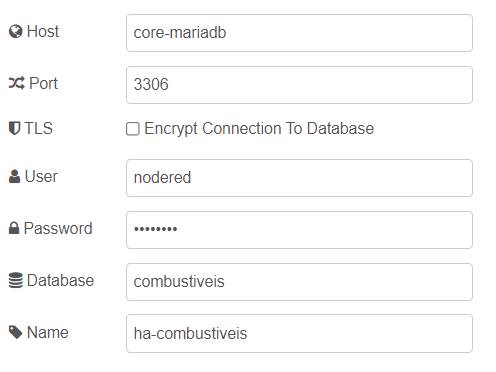 Host core-mariadb
Port 3306
TLS Encrypt Connection To Database
User nodered
Password ••••••••
Database combustiveis
Name ha-combustiveis